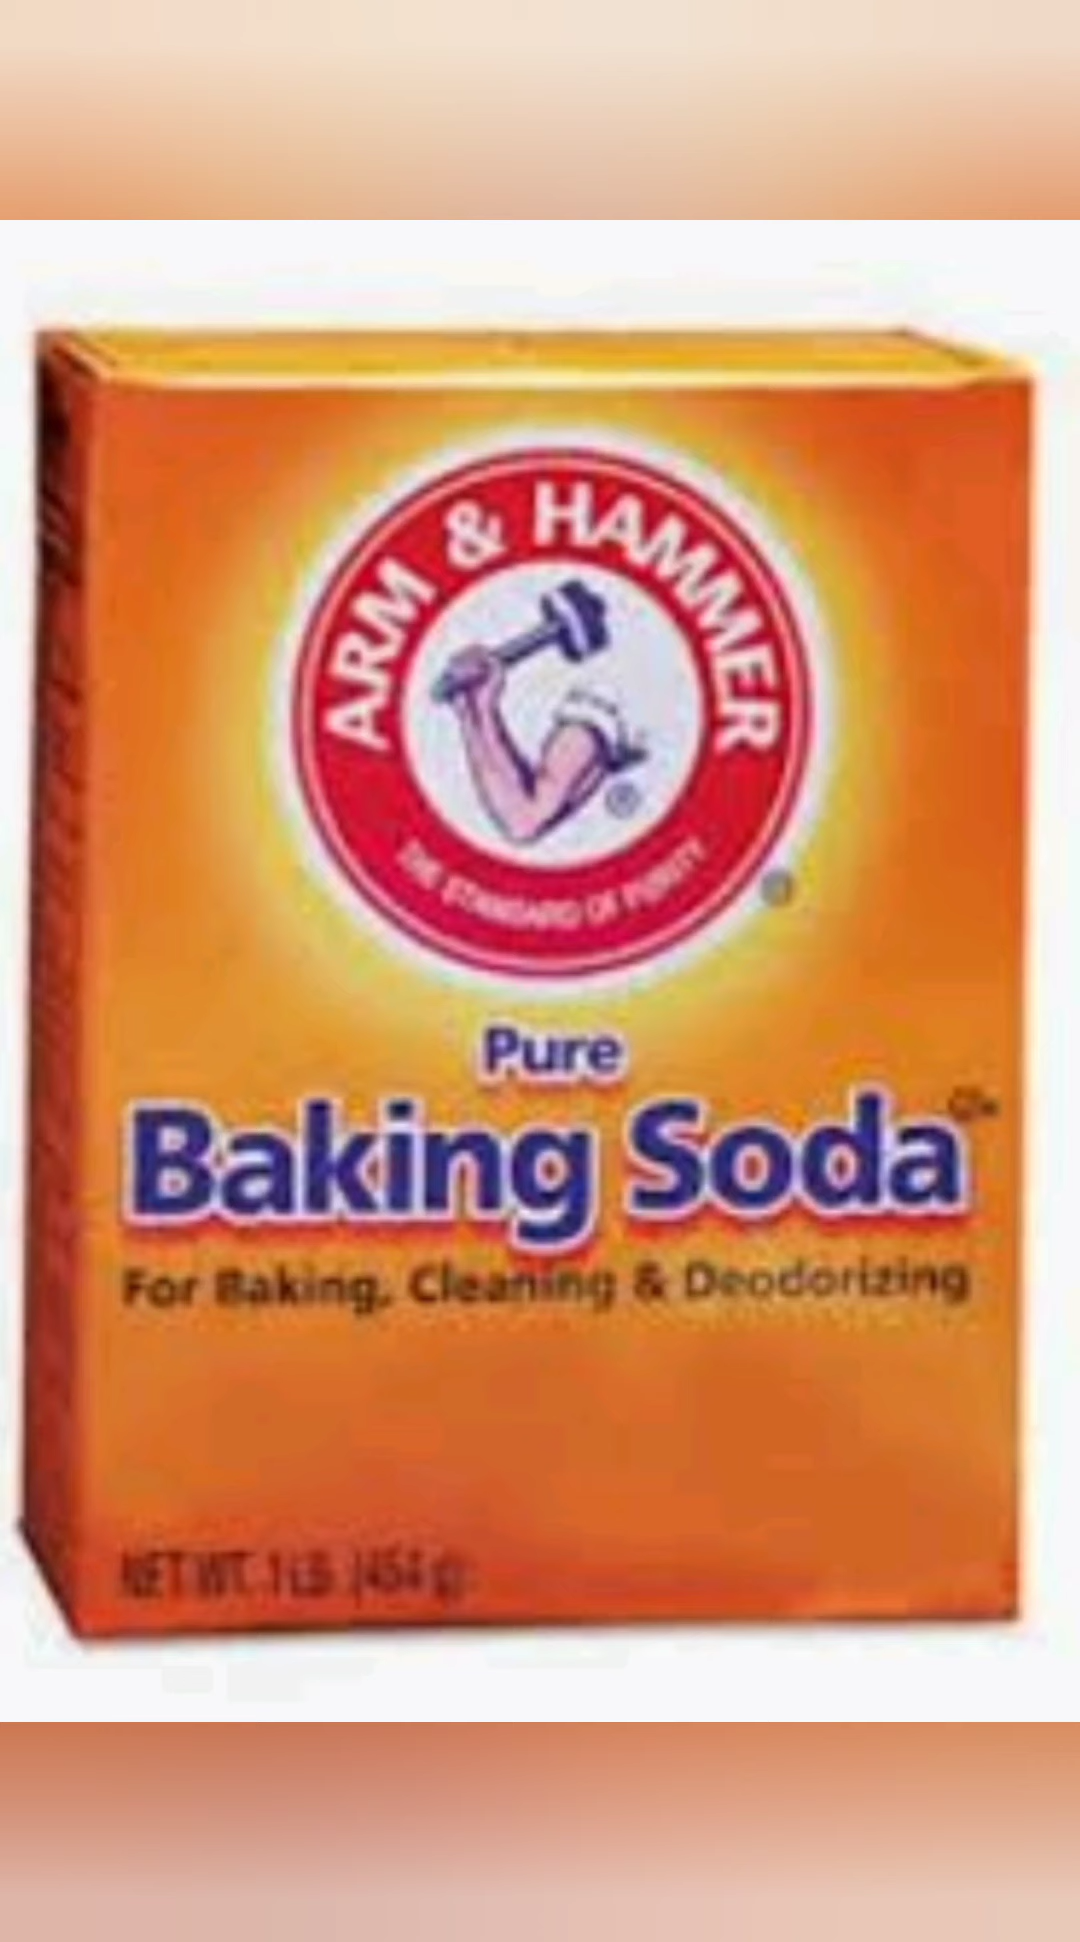 ARM & HAMMER
THE STANDARD OF PURITY
Pure
Baking Soda
For Baking, Cleaning & Deodorizing
NET WT. 1 LB (454 g)